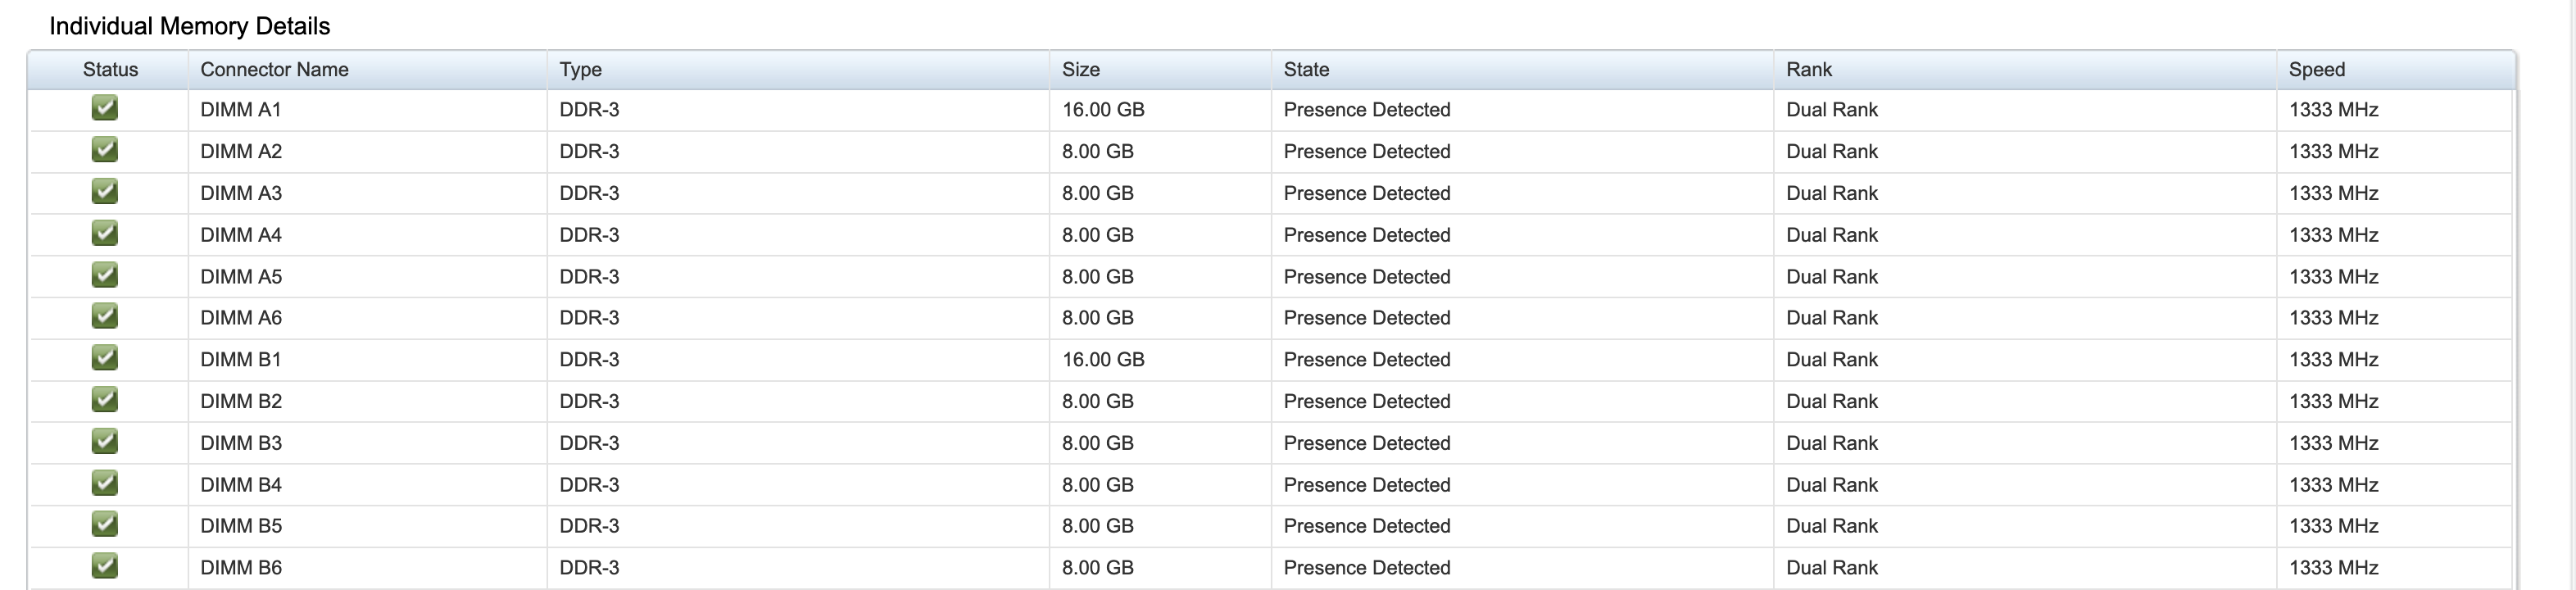 Individual Memory Details
Status Connector Name Type Size State Rank Speed
DIMM A1 DDR-3 16.00 GB Presence Detected Dual Rank 1333 MHz
DIMM A2 DDR-3 8.00 GB Presence Detected Dual Rank 1333 MHz
DIMM A3 DDR-3 8.00 GB Presence Detected Dual Rank 1333 MHz
DIMM A4 DDR-3 8.00 GB Presence Detected Dual Rank 1333 MHz
DIMM A5 DDR-3 8.00 GB Presence Detected Dual Rank 1333 MHz
DIMM A6 DDR-3 8.00 GB Presence Detected Dual Rank 1333 MHz
DIMM B1 DDR-3 16.00 GB Presence Detected Dual Rank 1333 MHz
DIMM B2 DDR-3 8.00 GB Presence Detected Dual Rank 1333 MHz
DIMM B3 DDR-3 8.00 GB Presence Detected Dual Rank 1333 MHz
DIMM B4 DDR-3 8.00 GB Presence Detected Dual Rank 1333 MHz
DIMM B5 DDR-3 8.00 GB Presence Detected Dual Rank 1333 MHz
DIMM B6 DDR-3 8.00 GB Presence Detected Dual Rank 1333 MHz